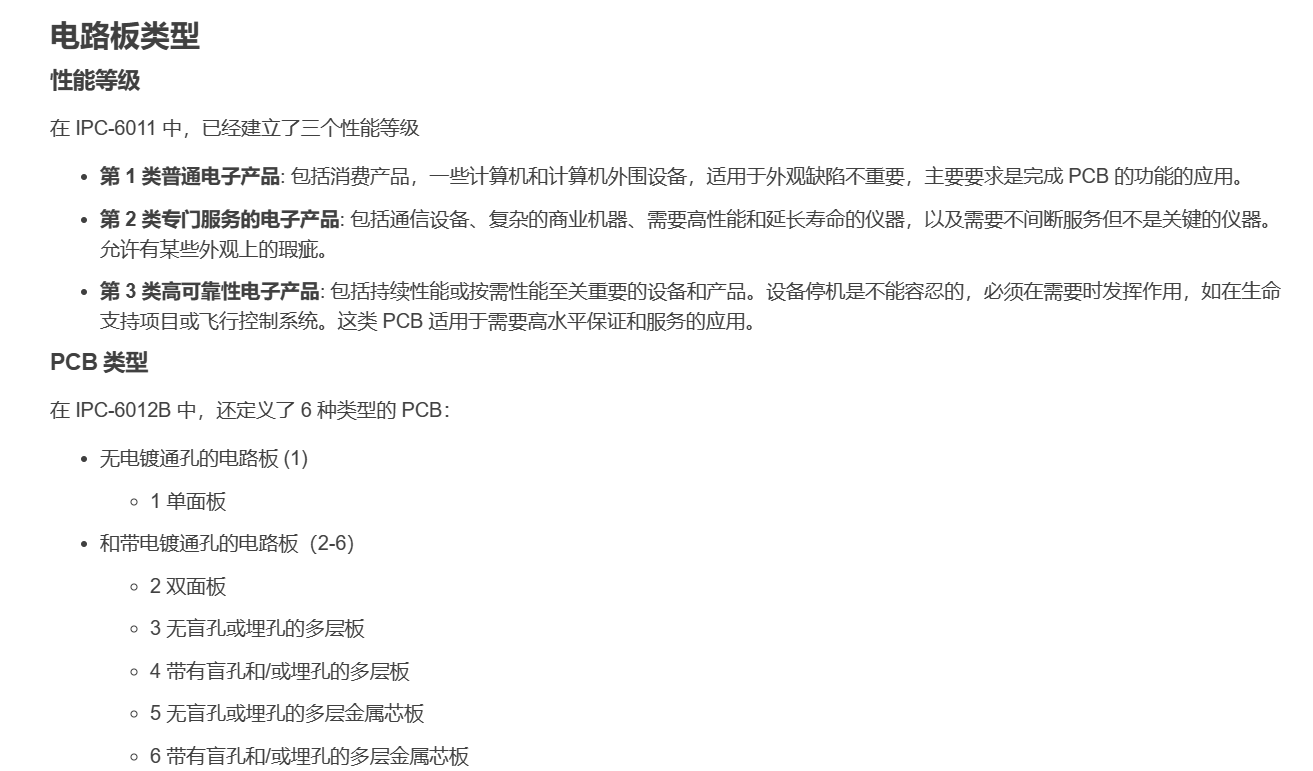 电路板类型
性能等级
在 IPC-6011 中，已经建立了三个性能等级
• 第 1 类普通电子产品: 包括消费产品，一些计算机和计算机外围设备，适用于外观缺陷不重要，主要要求是完成 PCB 的功能的应用。
• 第 2 类专门服务的电子产品: 包括通信设备、复杂的商业机器、需要高性能和延长寿命的仪器，以及需要不间断服务但不是关键的仪器。
允许有某些外观上的瑕疵。
• 第 3 类高可靠性电子产品: 包括持续性能或按需性能至关重要的设备和产品。设备停机是不能容忍的，必须在需要时发挥作用，如在生命
支持项目或飞行控制系统。这类 PCB 适用于需要高水平保证和服务的应用。
PCB 类型
在 IPC-6012B 中，还定义了 6 种类型的 PCB：
• 无电镀通孔的电路板 (1)
◦ 1 单面板
• 和带电镀通孔的电路板（2-6）
◦ 2 双面板
◦ 3 无盲孔或埋孔的多层板
◦ 4 带有盲孔和/或埋孔的多层板
◦ 5 无盲孔或埋孔的多层金属芯板
◦ 6 带有盲孔和/或埋孔的多层金属芯板